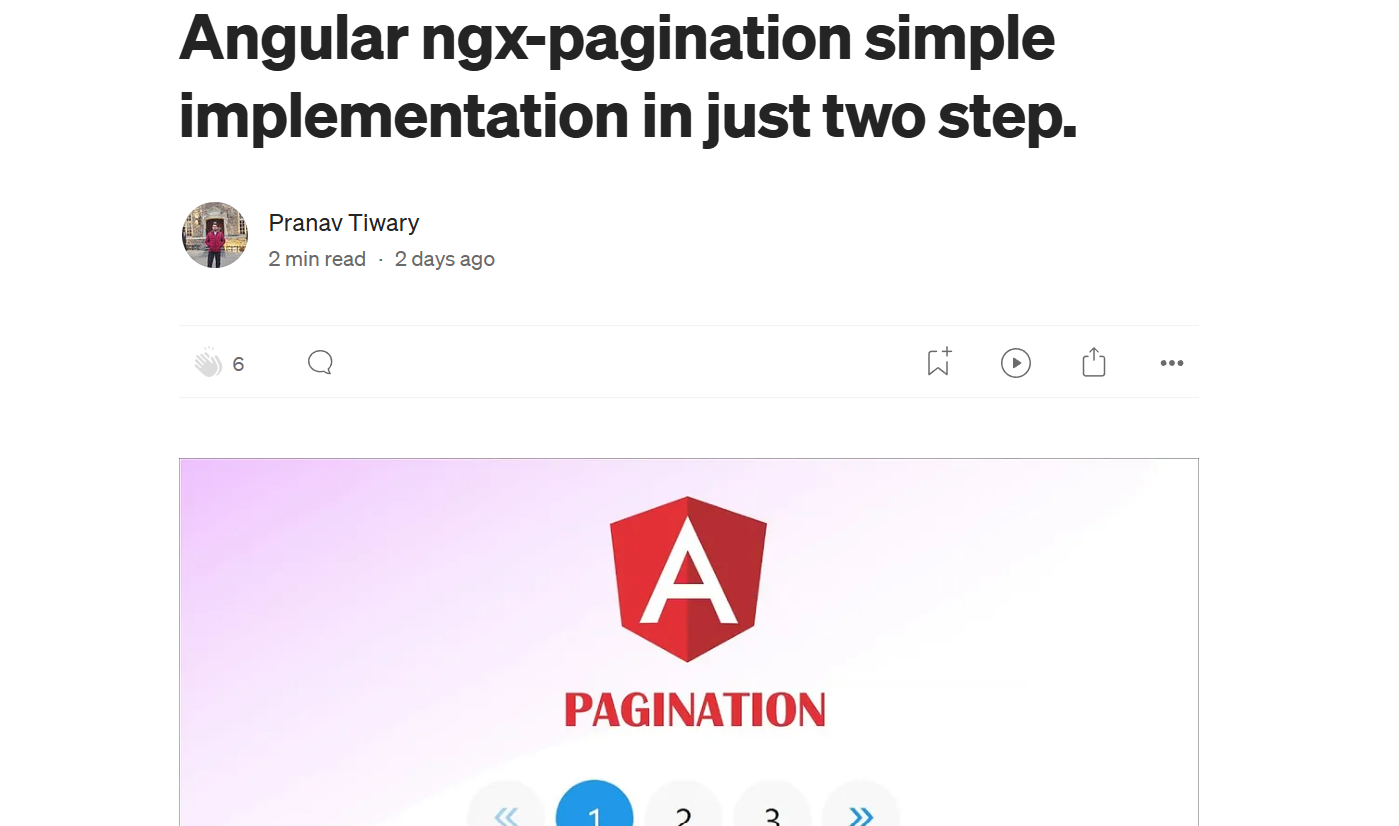 Angular ngx-pagination simple
implementation in just two step.
Pranav Tiwary
2 min read · 2 days ago
6
A
PAGINATION
« 1 2 3 »